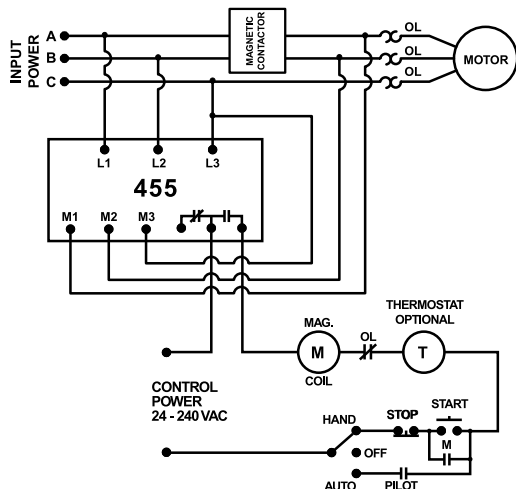 INPUT POWER
A
B
C
MAGNETIC CONTACTOR
OL
OL
OL
MOTOR
L1 L2 L3
455
M1 M2 M3
MAG.
M
COIL
OL
THERMOSTAT
OPTIONAL
T
CONTROL
POWER
24 - 240 VAC
HAND
OFF
AUTO
STOP
START
M
PILOT